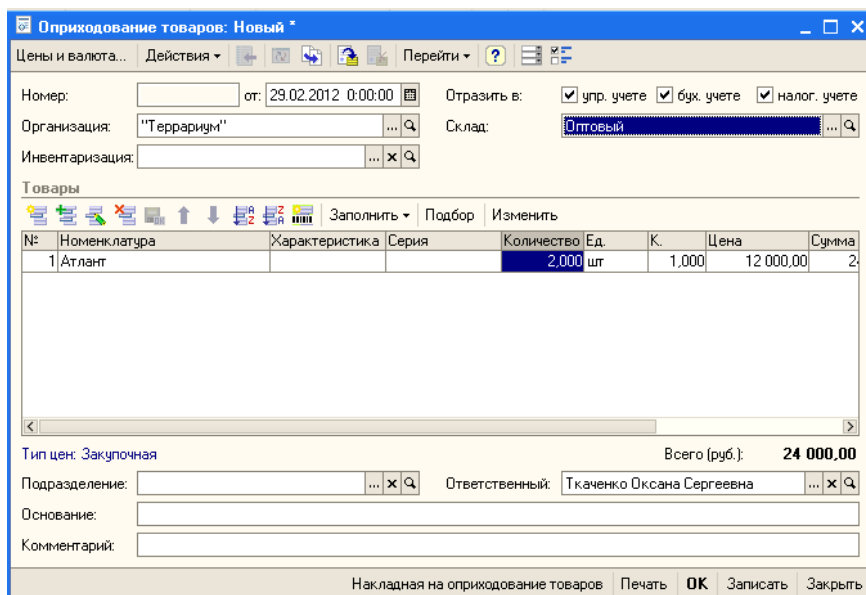 Оприходование товаров: Новый *
Цены и валюта... Действия Перейти ?
Номер: от: 29.02.2012 0:00:00 Отразить в: упр. учете бух. учете налог. учете
Организация: "Террариум" ... Склад: Оптовый ...
Инвентаризация: ... x
Товары
Заполнить Подбор Изменить
№ Номенклатура Характеристика Серия Количество Ед. К. Цена Сумма
1 Атлант 2,000 шт 1,000 12 000,00 2
Тип цен: Закупочная Всего (руб.): 24 000,00
Подразделение: ... x Ответственный: Ткаченко Оксана Сергеевна ... x
Основание:
Комментарий:
Накладная на оприходование товаров Печать OK Записать Закрыть